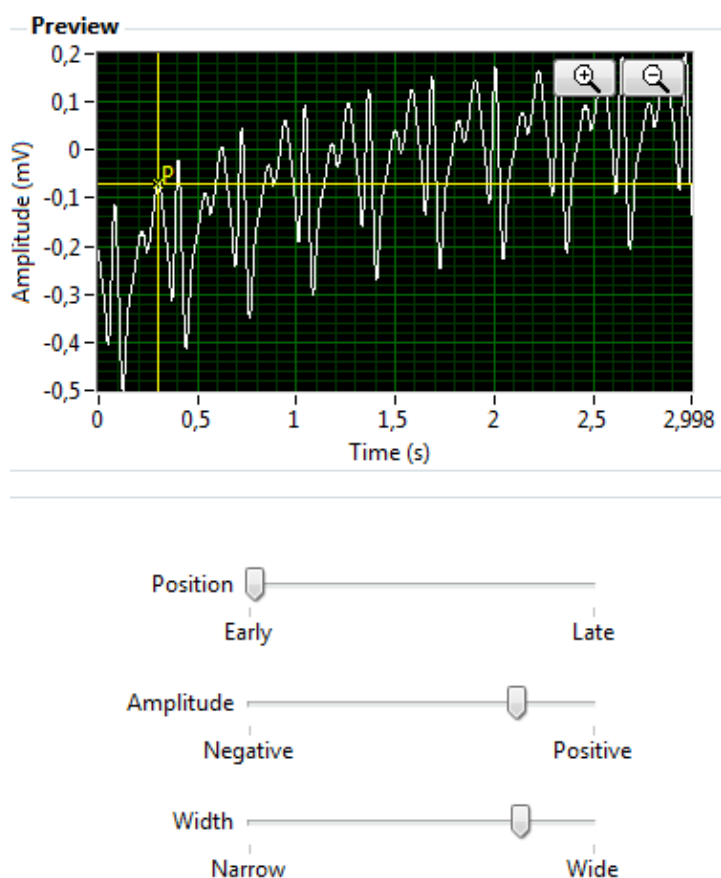 Preview
0,2
0,1
0
-0,1
-0,2
-0,3
-0,4
-0,5
Amplitude (mV)
P
0 0,5 1 1,5 2 2,5 2,998
Time (s)
Position
Early Late
Amplitude
Negative Positive
Width
Narrow Wide